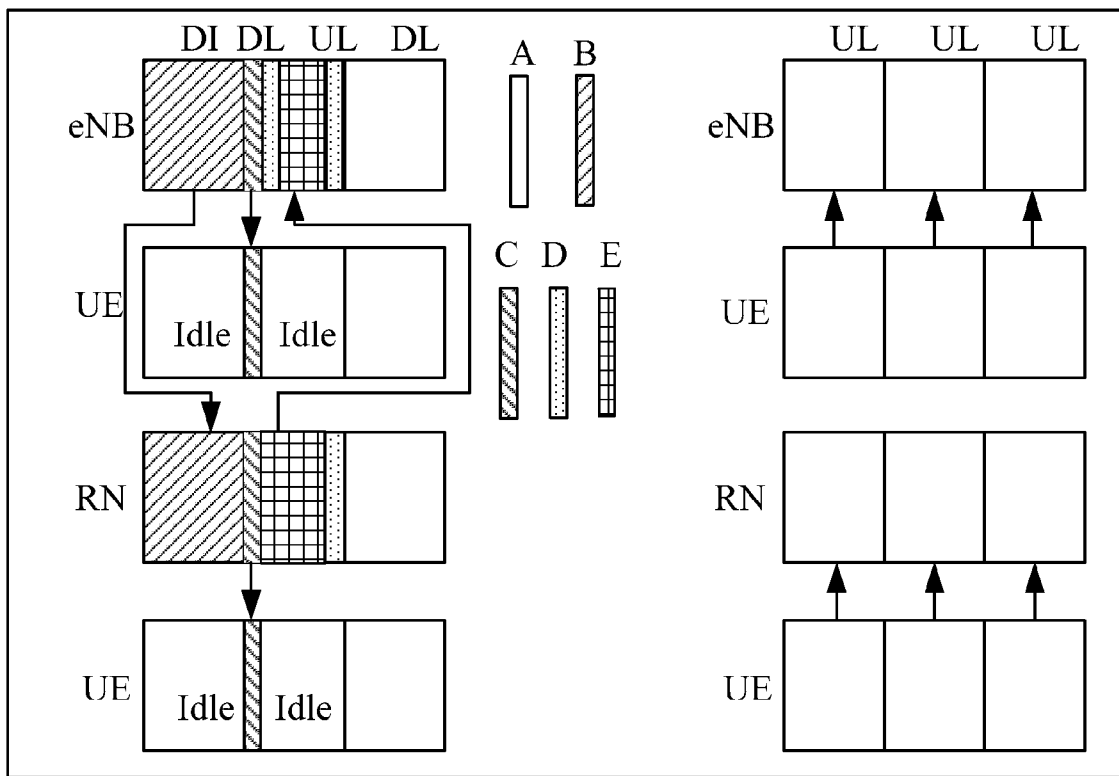 DI DL UL DL
eNB
A B
UE
Idle Idle
C D E
RN
UE
Idle Idle
UL UL UL
eNB
UE
RN
UE